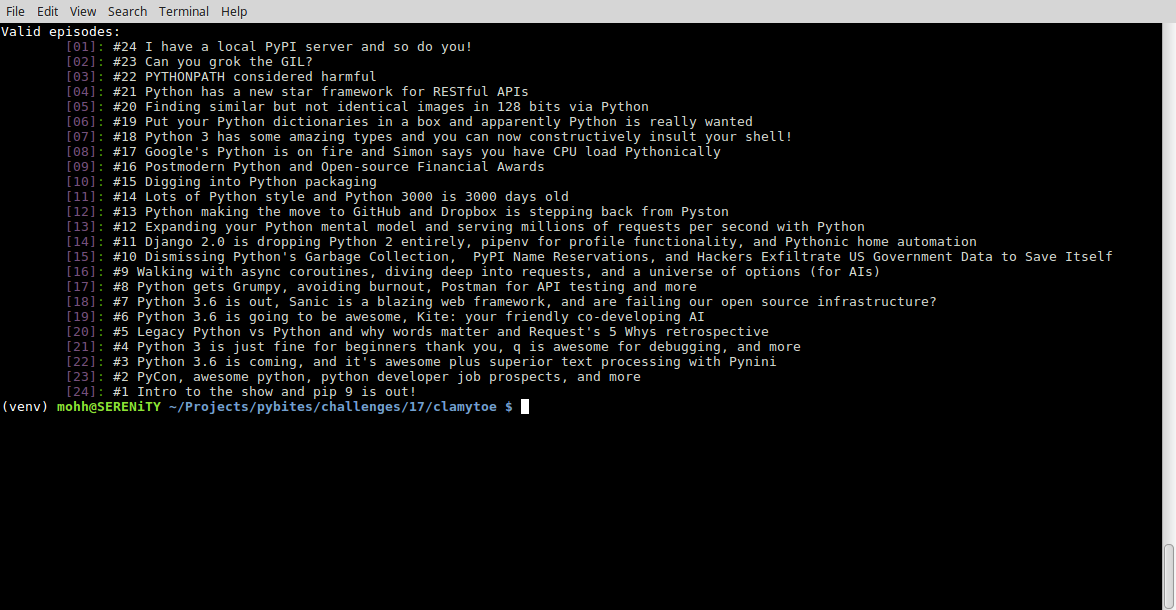 File Edit View Search Terminal Help
Valid episodes:
[01]: #24 I have a local PyPI server and so do you!
[02]: #23 Can you grok the GIL?
[03]: #22 PYTHONPATH considered harmful
[04]: #21 Python has a new star framework for RESTful APIs
[05]: #20 Finding similar but not identical images in 128 bits via Python
[06]: #19 Put your Python dictionaries in a box and apparently Python is really wanted
[07]: #18 Python 3 has some amazing types and you can now constructively insult your shell!
[08]: #17 Google's Python is on fire and Simon says you have CPU load Pythonically
[09]: #16 Postmodern Python and Open-source Financial Awards
[10]: #15 Digging into Python packaging
[11]: #14 Lots of Python style and Python 3000 is 3000 days old
[12]: #13 Python making the move to GitHub and Dropbox is stepping back from Pyston
[13]: #12 Expanding your Python mental model and serving millions of requests per second with Python
[14]: #11 Django 2.0 is dropping Python 2 entirely, pipenv for profile functionality, and Pythonic home automation
[15]: #10 Dismissing Python's Garbage Collection,  PyPI Name Reservations, and Hackers Exfiltrate US Government Data to Save Itself
[16]: #9 Walking with async coroutines, diving deep into requests, and a universe of options (for AIs)
[17]: #8 Python gets Grumpy, avoiding burnout, Postman for API testing and more
[18]: #7 Python 3.6 is out, Sanic is a blazing web framework, and are failing our open source infrastructure?
[19]: #6 Python 3.6 is going to be awesome, Kite: your friendly co-developing AI
[20]: #5 Legacy Python vs Python and why words matter and Request's 5 Whys retrospective
[21]: #4 Python 3 is just fine for beginners thank you, q is awesome for debugging, and more
[22]: #3 Python 3.6 is coming, and it's awesome plus superior text processing with Pynini
[23]: #2 PyCon, awesome python, python developer job prospects, and more
[24]: #1 Intro to the show and pip 9 is out!
(venv) mohh@SERENiTY ~/Projects/pybites/challenges/17/clamytoe $